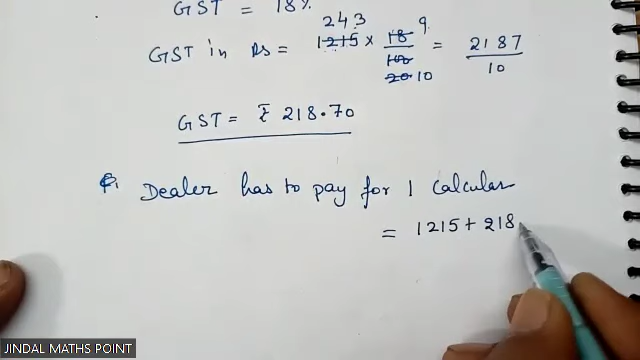 GST = 18%
243 9
GST in Rs = 1215 × 18/100 = 2187/10
20 10
GST = ₹ 218.70
Dealer has to pay for 1 calcular
= 1215 + 218
JINDAL MATHS POINT